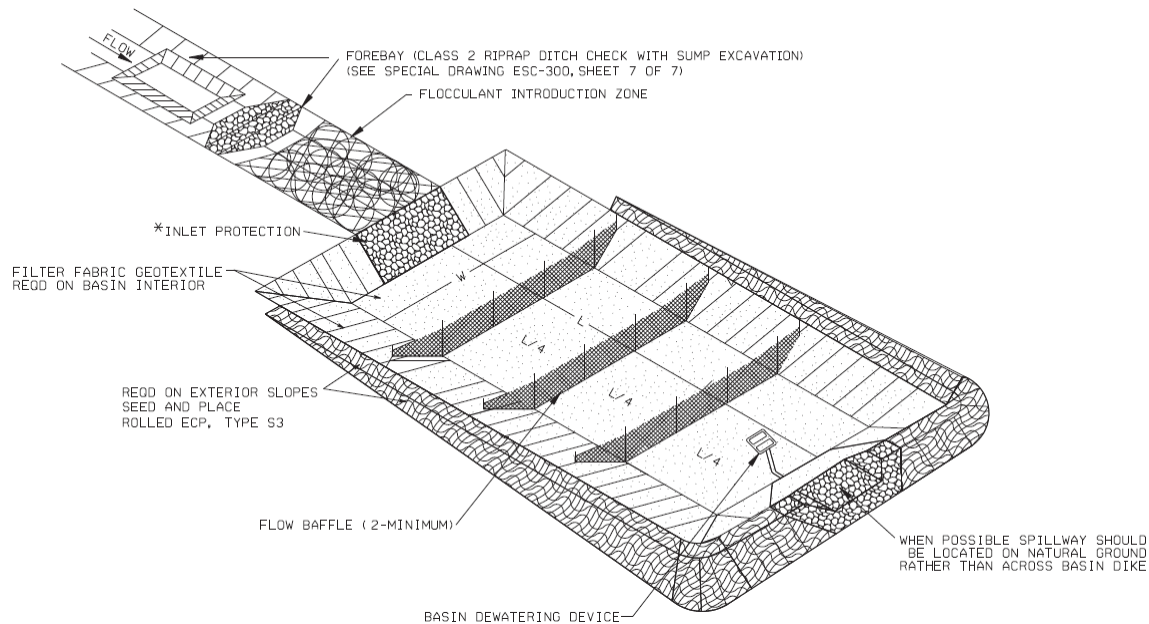 FLOW
FOREBAY (CLASS 2 RIPRAP DITCH CHECK WITH SUMP EXCAVATION)
(SEE SPECIAL DRAWING ESC-300, SHEET 7 OF 7)
FLOCCULANT INTRODUCTION ZONE
*INLET PROTECTION
FILTER FABRIC GEOTEXTILE
REQD ON BASIN INTERIOR
W
L
L/4
L/4
L/4
REQD ON EXTERIOR SLOPES
SEED AND PLACE
ROLLED ECP, TYPE S3
FLOW BAFFLE (2-MINIMUM)
WHEN POSSIBLE SPILLWAY SHOULD
BE LOCATED ON NATURAL GROUND
RATHER THAN ACROSS BASIN DIKE
BASIN DEWATERING DEVICE